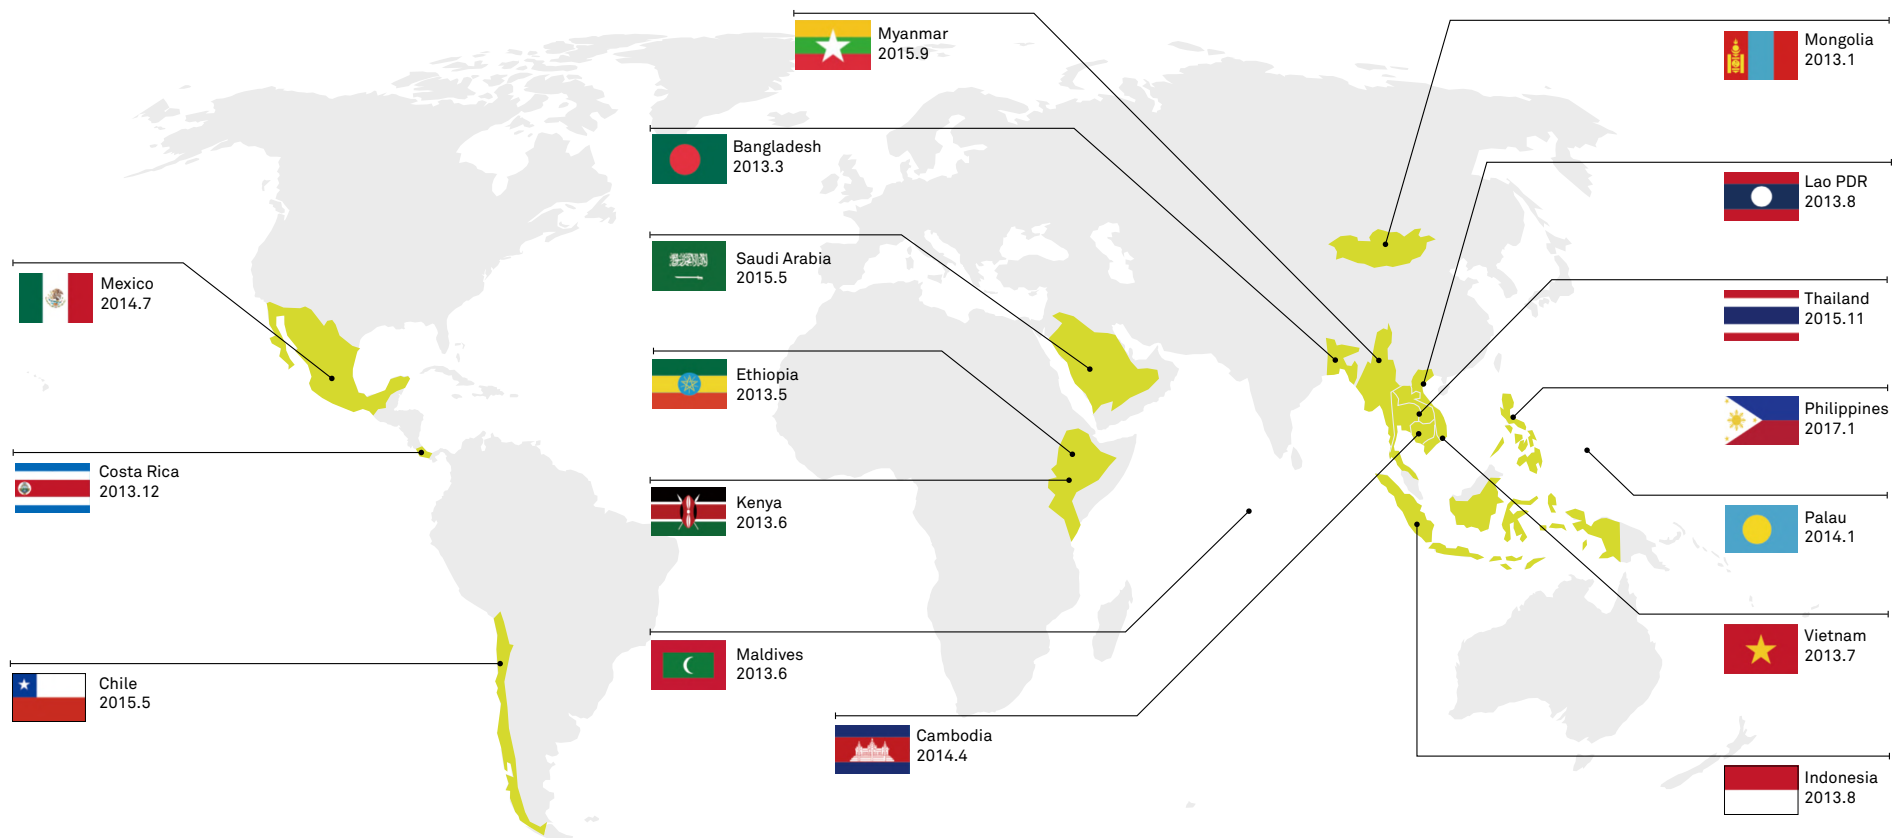 Myanmar
2015.9
Mongolia
2013.1
Bangladesh
2013.3
Lao PDR
2013.8
Saudi Arabia
2015.5
Mexico
2014.7
Thailand
2015.11
Ethiopia
2013.5
Philippines
2017.1
Costa Rica
2013.12
Kenya
2013.6
Palau
2014.1
Maldives
2013.6
Vietnam
2013.7
Chile
2015.5
Cambodia
2014.4
Indonesia
2013.8